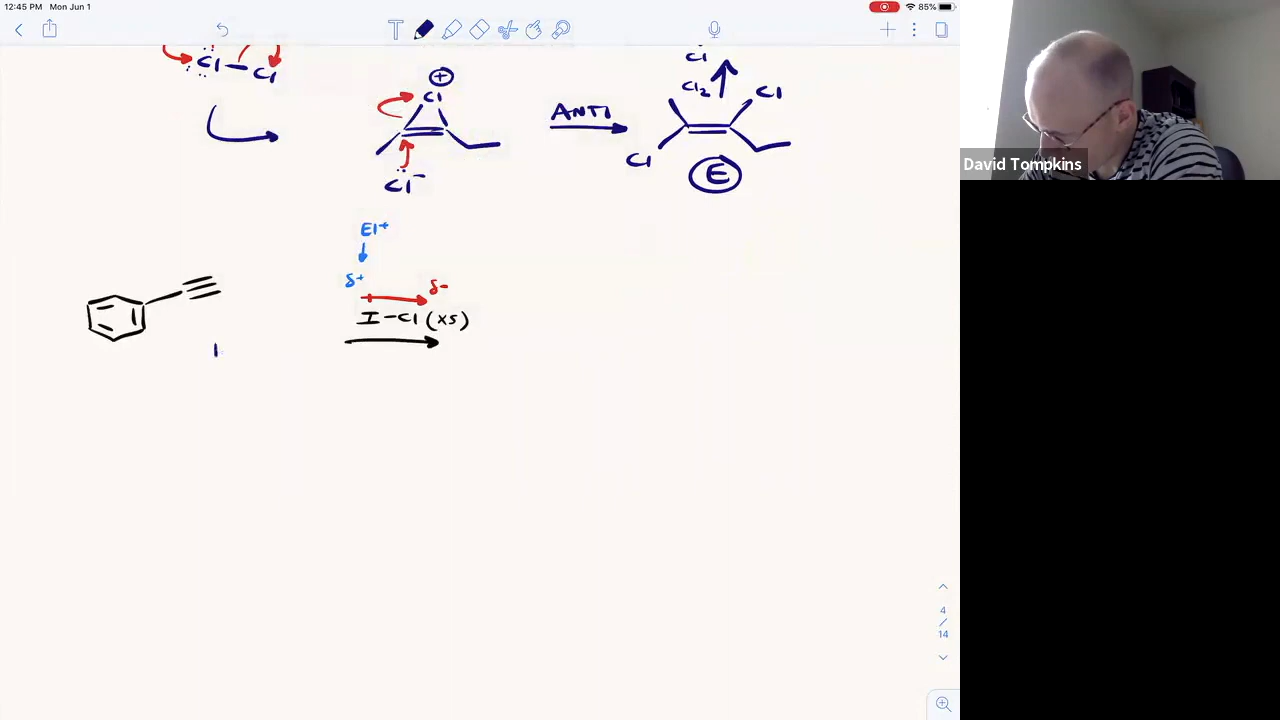 12:45 PM Mon Jun 1
85%
T
Cl
Cl–Cl
Cl2
+
Cl
Cl
ANTI
Cl
Cl–
E
El+
δ+
δ-
I–Cl (XS)
4
/
14
David Tompkins